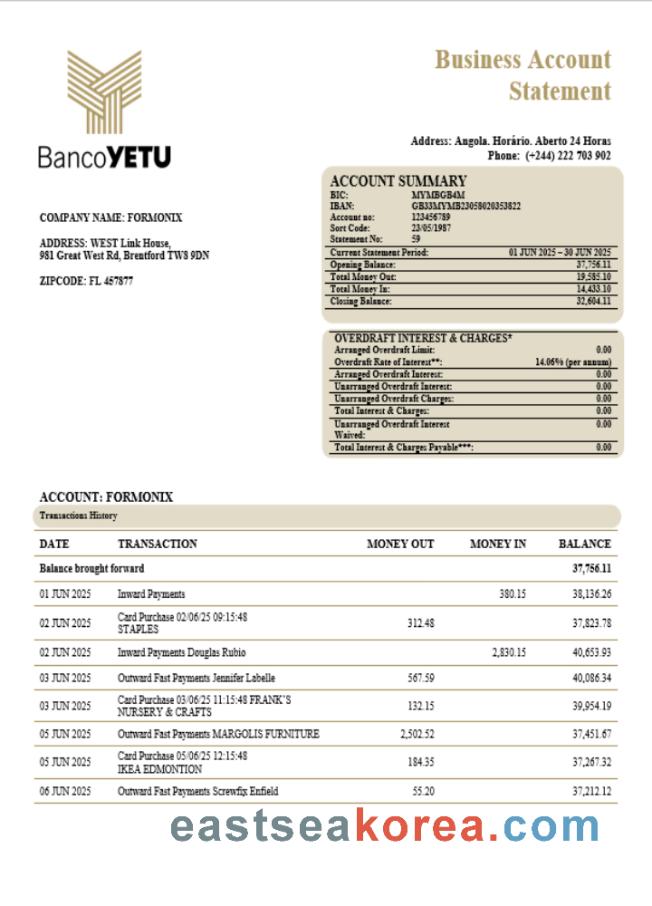 Business Account
Statement
BancoYETU
Address: Angola. Horário. Aberto 24 Horas
Phone: (+244) 222 703 902
COMPANY NAME: FORMONIX
ADDRESS: WEST Link House,
981 Great West Rd, Brentford TW8 9DN
ZIPCODE: FL 457877
ACCOUNT SUMMARY
BIC: MYMBGB4M
IBAN: GB33MYMB23058020353822
Account no: 123456789
Sort Code: 23/05/1987
Statement No: 59
Current Statement Period: 01 JUN 2025 – 30 JUN 2025
Opening Balance: 37,756.11
Total Money Out: 19,585.10
Total Money In: 14,433.10
Closing Balance: 32,604.11
OVERDRAFT INTEREST & CHARGES*
Arranged Overdraft Limit: 0.00
Overdraft Rate of Interest**: 14.06% (per annum)
Arranged Overdraft Interest: 0.00
Unarranged Overdraft Interest: 0.00
Unarranged Overdraft Charges: 0.00
Total Interest & Charges: 0.00
Unarranged Overdraft Interest 0.00
Waived:
Total Interest & Charges Payable***: 0.00
ACCOUNT: FORMONIX
Transactions History
DATE TRANSACTION MONEY OUT MONEY IN BALANCE
Balance brought forward 37,756.11
01 JUN 2025 Inward Payments 380.15 38,136.26
02 JUN 2025 Card Purchase 02/06/25 09:15:48 312.48 37,823.78
STAPLES
02 JUN 2025 Inward Payments Douglas Rubio 2,830.15 40,653.93
03 JUN 2025 Outward Fast Payments Jennifer Labelle 567.59 40,086.34
03 JUN 2025 Card Purchase 03/06/25 11:15:48 FRANK'S 132.15 39,954.19
NURSERY & CRAFTS
05 JUN 2025 Outward Fast Payments MARGOLIS FURNITURE 2,502.52 37,451.67
05 JUN 2025 Card Purchase 05/06/25 12:15:48 184.35 37,267.32
IKEA EDMONTION
06 JUN 2025 Outward Fast Payments Screwfix Enfield 55.20 37,212.12
eastseakorea.com